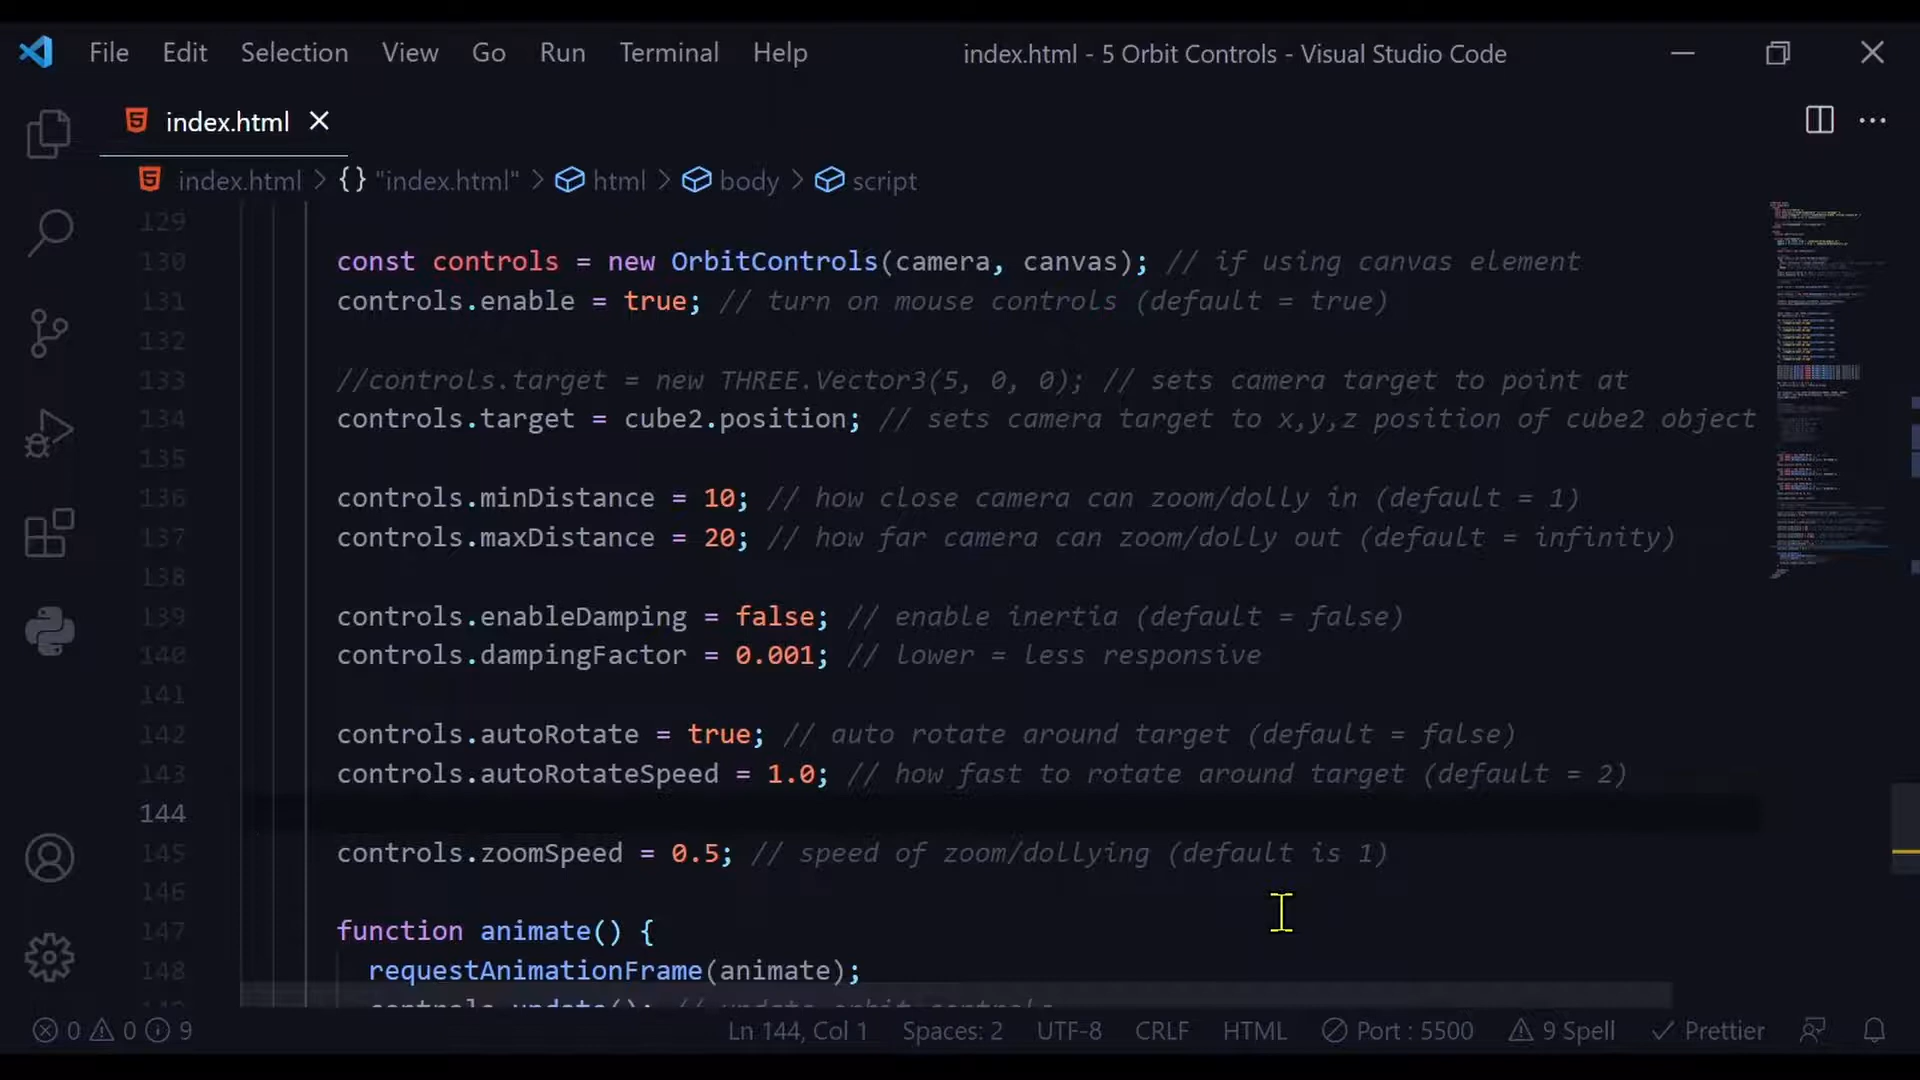 File Edit Selection View Go Run Terminal Help index.html - 5 Orbit Controls - Visual Studio Code
index.html
index.html > {} "index.html" > html > body > script
129
130 const controls = new OrbitControls(camera, canvas); // if using canvas element
131 controls.enable = true; // turn on mouse controls (default = true)
132
133 //controls.target = new THREE.Vector3(5, 0, 0); // sets camera target to point at
134 controls.target = cube2.position; // sets camera target to x,y,z position of cube2 object
135
136 controls.minDistance = 10; // how close camera can zoom/dolly in (default = 1)
137 controls.maxDistance = 20; // how far camera can zoom/dolly out (default = infinity)
138
139 controls.enableDamping = false; // enable inertia (default = false)
140 controls.dampingFactor = 0.001; // lower = less responsive
141
142 controls.autoRotate = true; // auto rotate around target (default = false)
143 controls.autoRotateSpeed = 1.0; // how fast to rotate around target (default = 2)
144
145 controls.zoomSpeed = 0.5; // speed of zoom/dollying (default is 1)
146
147 function animate() {
148 requestAnimationFrame(animate);
controls.update(); // update orbit controls
0 0 9 Ln 144, Col 1 Spaces: 2 UTF-8 CRLF HTML Port : 5500 9 Spell Prettier